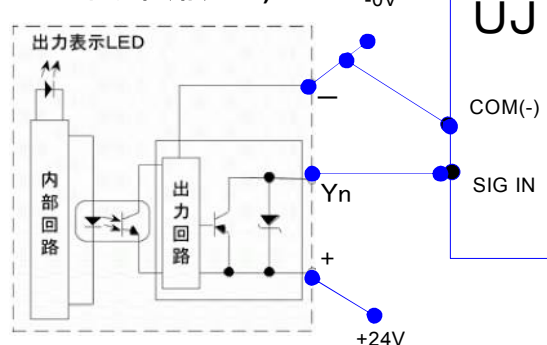 -0V
UJ
出力表示LED
COM(-)
—
内部回路
出力回路
Yn
SIG IN
+
+24V